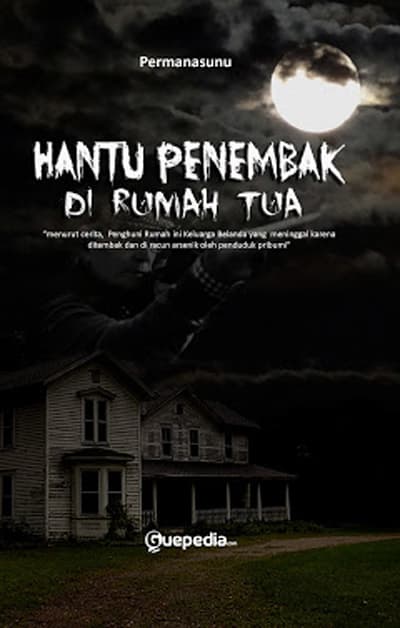 Permanasunu
HANTU PENEMBAK
DI RUMAH TUA
"menurut cerita, Penghuni Rumah ini Keluarga Belanda yang meninggal karena
ditembak dan di racun arsenik oleh penduduk pribumi"
Guepedia.com